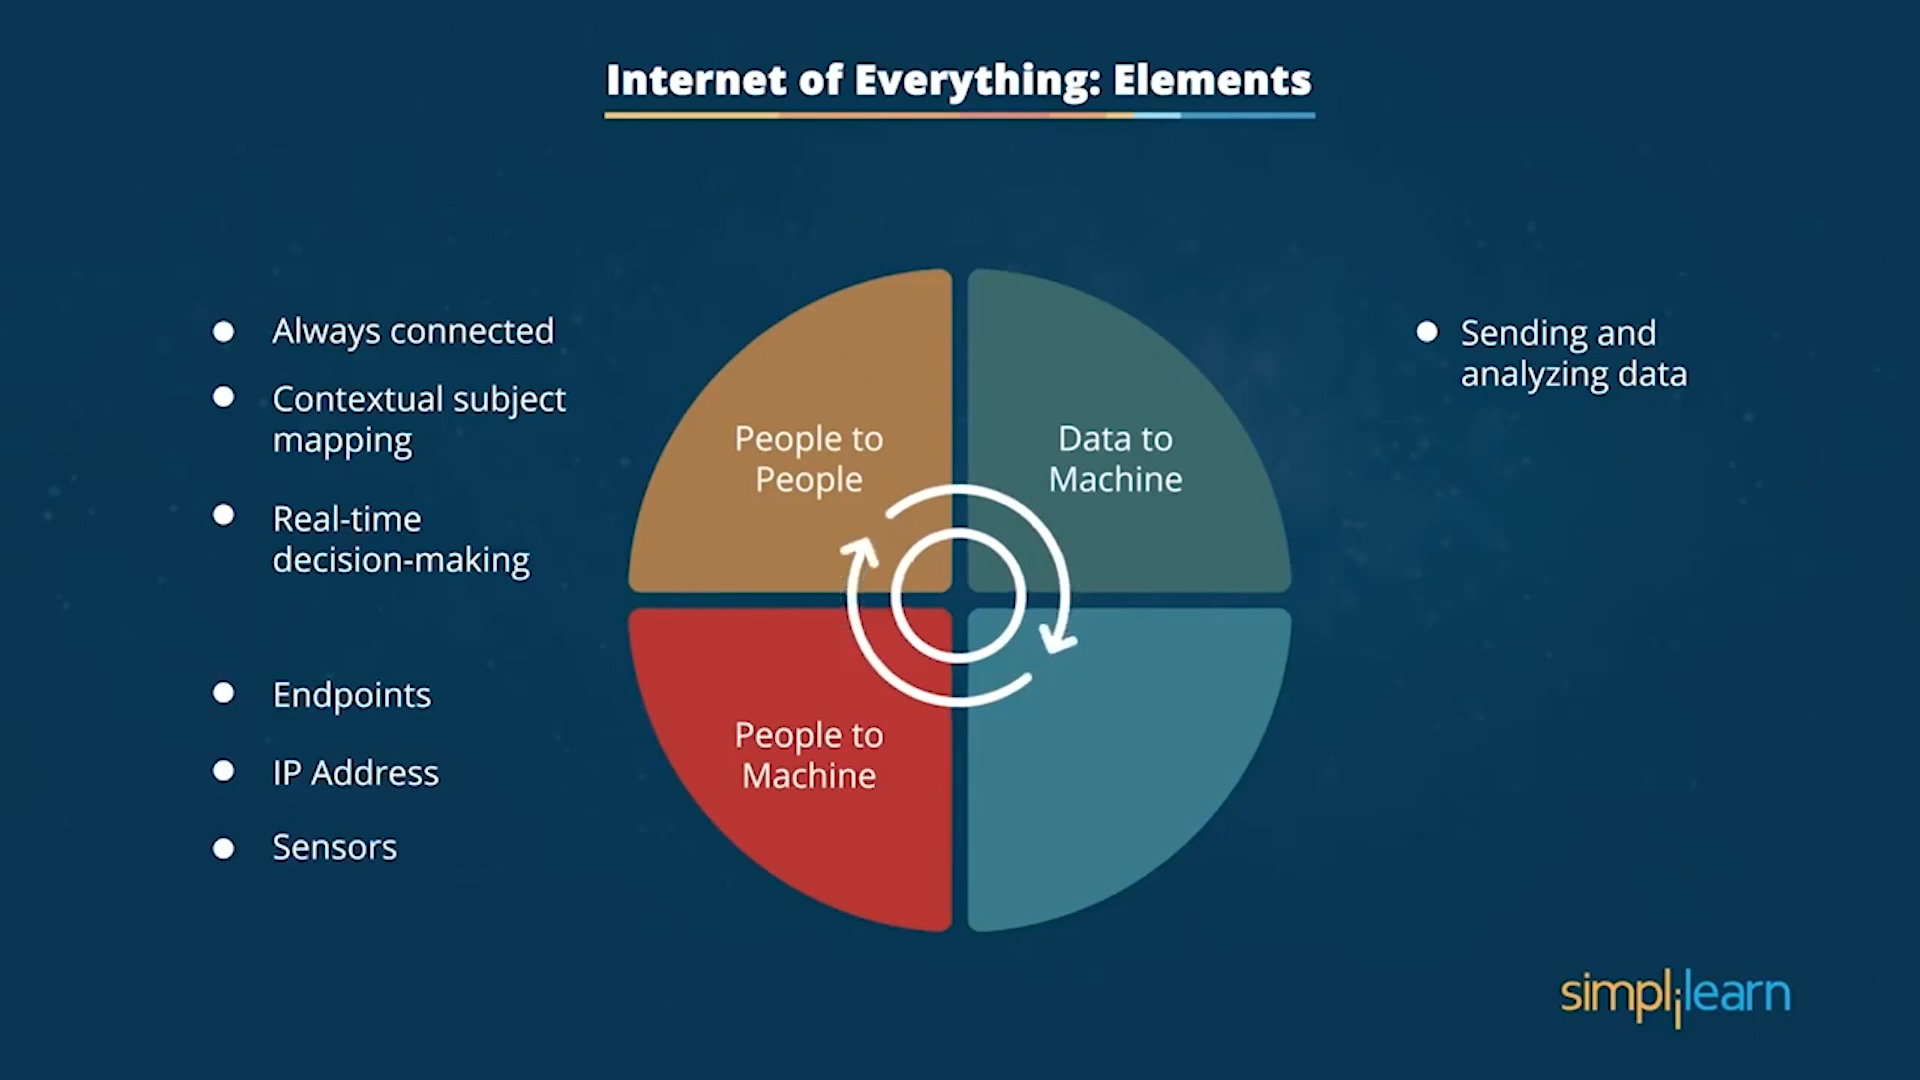 Internet of Everything: Elements
Always connected
Contextual subject
mapping
Real-time
decision-making
Endpoints
IP Address
Sensors
People to
People
Data to
Machine
People to
Machine
Sending and
analyzing data
simplilearn